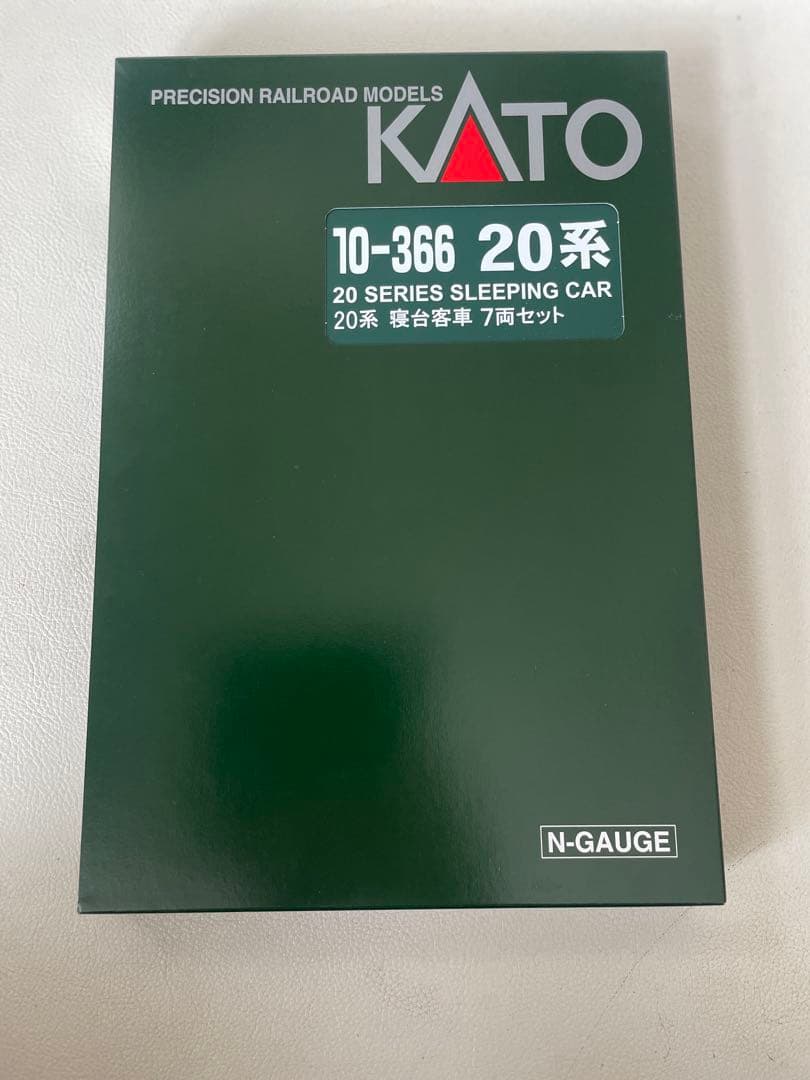 PRECISION RAILROAD MODELS
KATO
10-366 20系
20 SERIES SLEEPING CAR
20系 寝台客車 7両セット
N-GAUGE